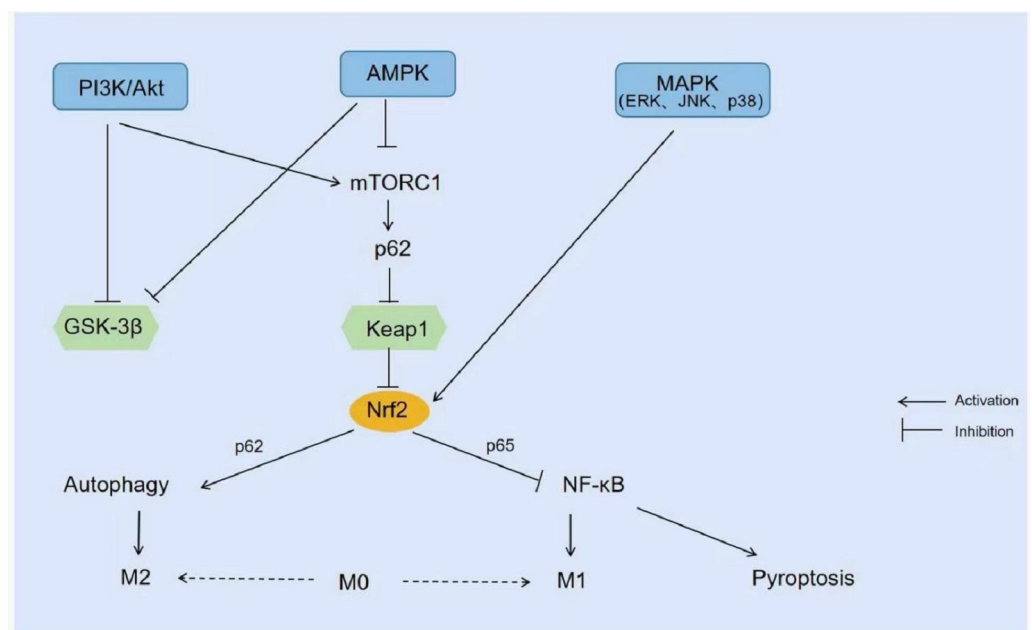 PI3K/Akt
AMPK
MAPK
(ERK、JNK、p38)
mTORC1
p62
GSK-3β
Keap1
Nrf2
Activation
Inhibition
p62
p65
Autophagy
NF-κB
M2
M0
M1
Pyroptosis